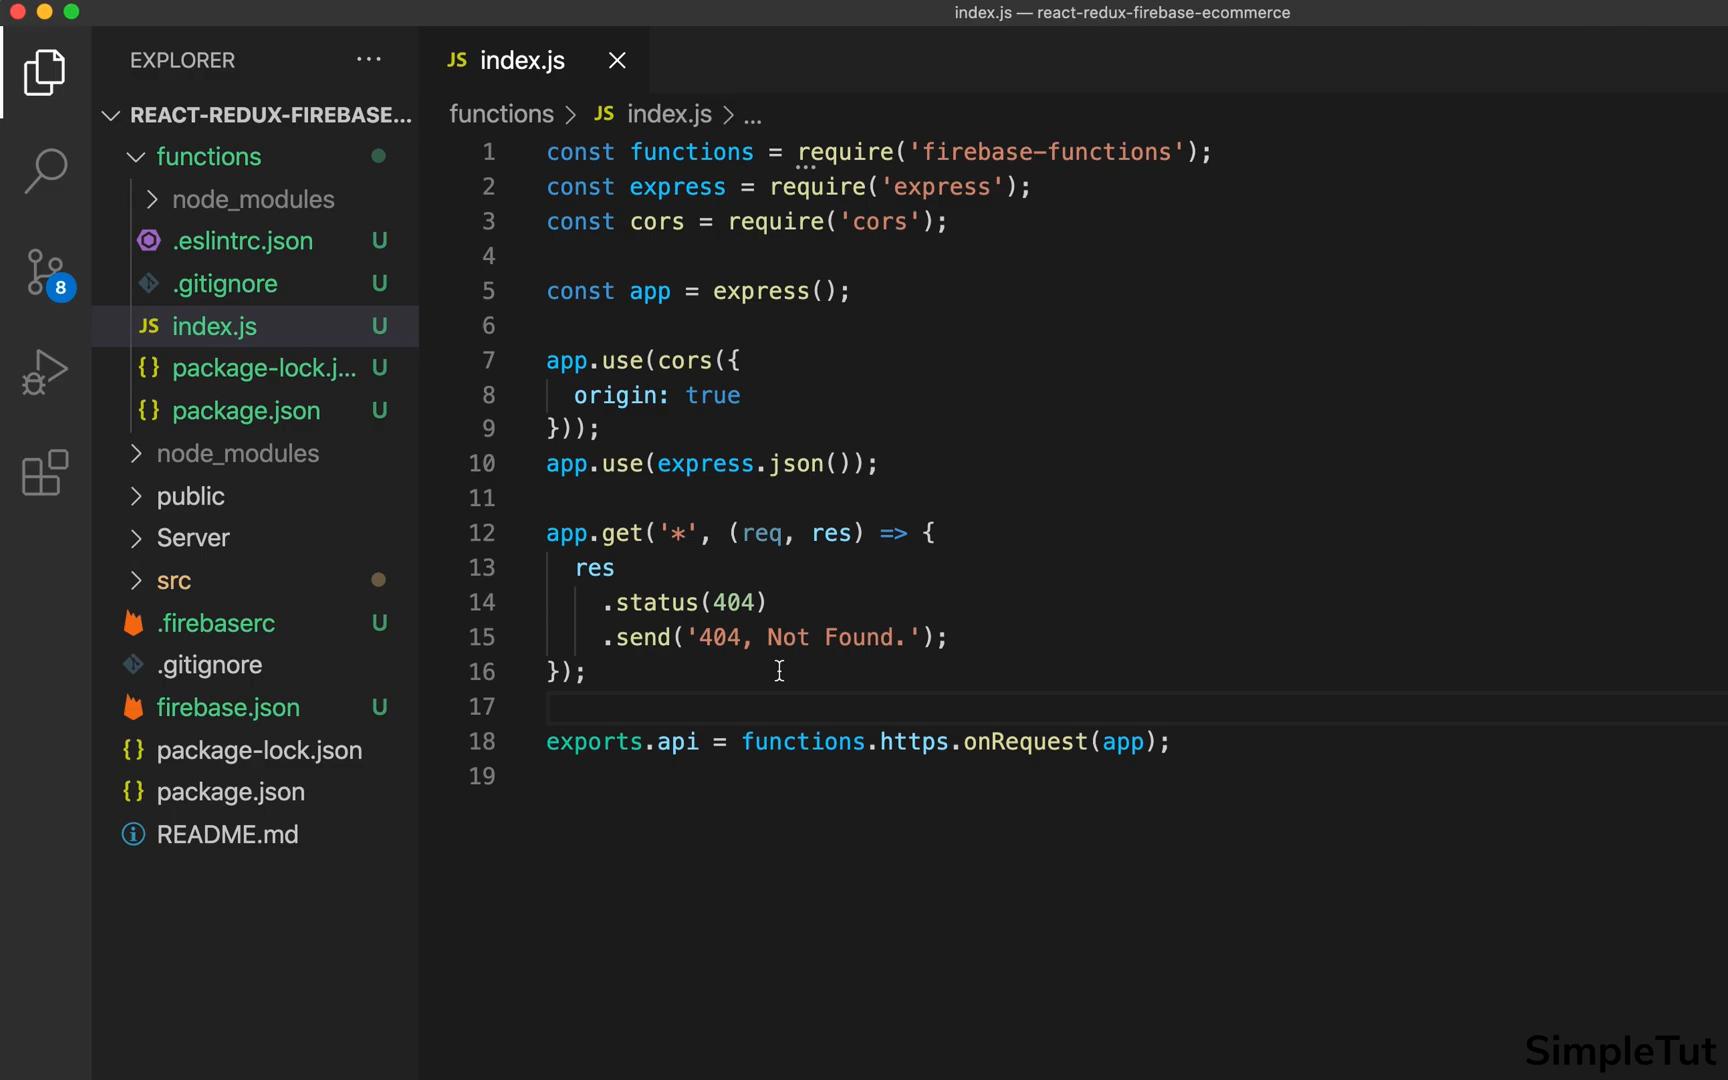 index.js — react-redux-firebase-ecommerce
EXPLORER ...
JS index.js
REACT-REDUX-FIREBASE...
functions
node_modules
.eslintrc.json U
.gitignore U
JS index.js U
{} package-lock.j... U
{} package.json U
node_modules
public
Server
src
.firebaserc U
.gitignore
firebase.json U
{} package-lock.json
{} package.json
README.md
8
functions > JS index.js > ...
1 const functions = require('firebase-functions');
2 const express = require('express');
3 const cors = require('cors');
4
5 const app = express();
6
7 app.use(cors({
8 origin: true
9 }));
10 app.use(express.json());
11
12 app.get('*', (req, res) => {
13 res
14 .status(404)
15 .send('404, Not Found.');
16 });
17
18 exports.api = functions.https.onRequest(app);
19
SimpleTut